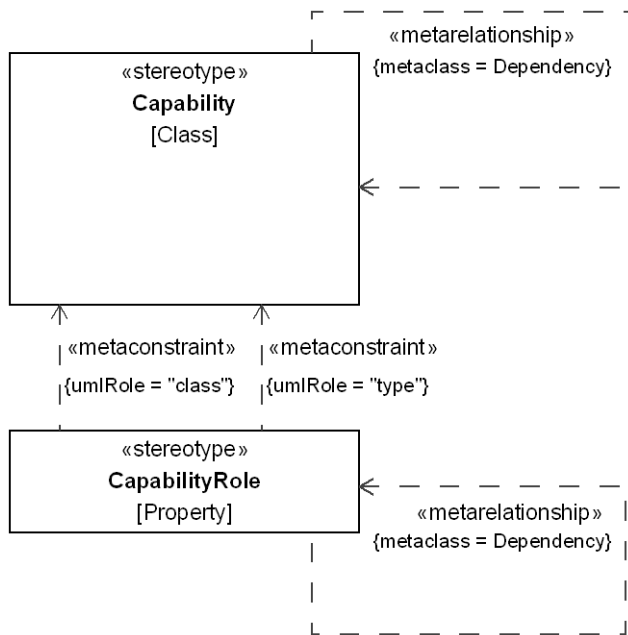 «metarelationship»
{metaclass = Dependency}
«stereotype»
Capability
[Class]
«metaconstraint»
{umlRole = "class"}
«metaconstraint»
{umlRole = "type"}
«stereotype»
CapabilityRole
[Property]
«metarelationship»
{metaclass = Dependency}